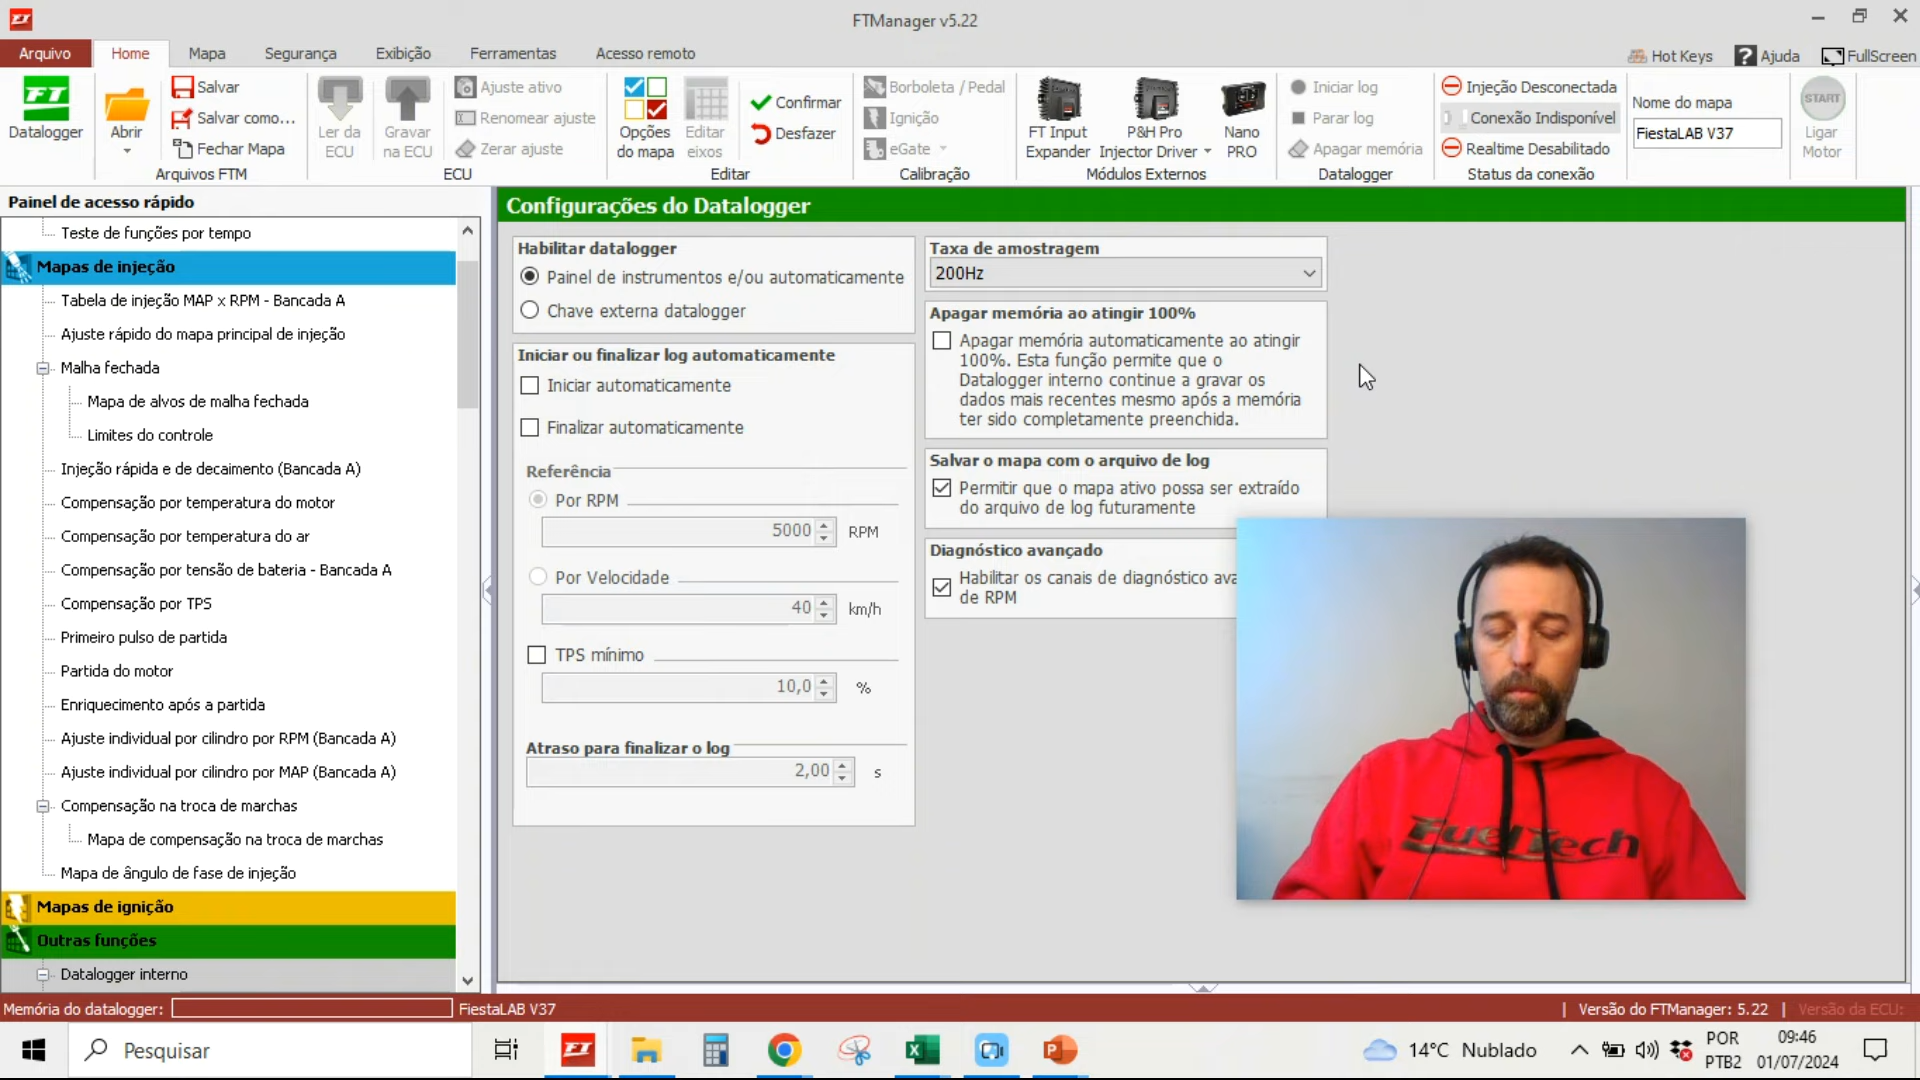 FTManager v5.22
Arquivo Home Mapa Segurança Exibição Ferramentas Acesso remoto
Hot Keys Ajuda FullScreen
FT Datalogger
Abrir
Salvar
Salvar como...
Fechar Mapa
Arquivos FTM
Ler da ECU
Gravar na ECU
Ajuste ativo
Renomear ajuste
Zerar ajuste
ECU
Opções do mapa
Editar eixos
Confirmar
Desfazer
Editar
Borboleta / Pedal
Ignição
eGate
Calibração
FT Input Expander
P&H Pro Injector Driver
Nano PRO
Módulos Externos
Iniciar log
Parar log
Apagar memória
Datalogger
Injeção Desconectada
Conexão Indisponível
Realtime Desabilitado
Status da conexão
Nome do mapa
FiestaLAB V37
START
Ligar Motor
Painel de acesso rápido
Teste de funções por tempo
Mapas de injeção
Tabela de injeção MAP x RPM - Bancada A
Ajuste rápido do mapa principal de injeção
Malha fechada
Mapa de alvos de malha fechada
Limites do controle
Injeção rápida e de decaimento (Bancada A)
Compensação por temperatura do motor
Compensação por temperatura do ar
Compensação por tensão de bateria - Bancada A
Compensação por TPS
Primeiro pulso de partida
Partida do motor
Enriquecimento após a partida
Ajuste individual por cilindro por RPM (Bancada A)
Ajuste individual por cilindro por MAP (Bancada A)
Compensação na troca de marchas
Mapa de compensação na troca de marchas
Mapa de ângulo de fase de injeção
Mapas de ignição
Outras funções
Datalogger interno
Configurações do Datalogger
Habilitar datalogger
Painel de instrumentos e/ou automaticamente
Chave externa datalogger
Iniciar ou finalizar log automaticamente
Iniciar automaticamente
Finalizar automaticamente
Referência
Por RPM
5000 RPM
Por Velocidade
40 km/h
TPS mínimo
10,0 %
Atraso para finalizar o log
2,00 s
Taxa de amostragem
200Hz
Apagar memória ao atingir 100%
Apagar memória automaticamente ao atingir
100%. Esta função permite que o
Datalogger interno continue a gravar os
dados mais recentes mesmo após a memória
ter sido completamente preenchida.
Salvar o mapa com o arquivo de log
Permitir que o mapa ativo possa ser extraído
do arquivo de log futuramente
Diagnóstico avançado
Habilitar os canais de diagnóstico ava
de RPM
FuelTech
Memória do datalogger: FiestaLAB V37
| Versão do FTManager: 5.22 | Versão da ECU:
Pesquisar
14°C Nublado
POR
PTB2
09:46
01/07/2024